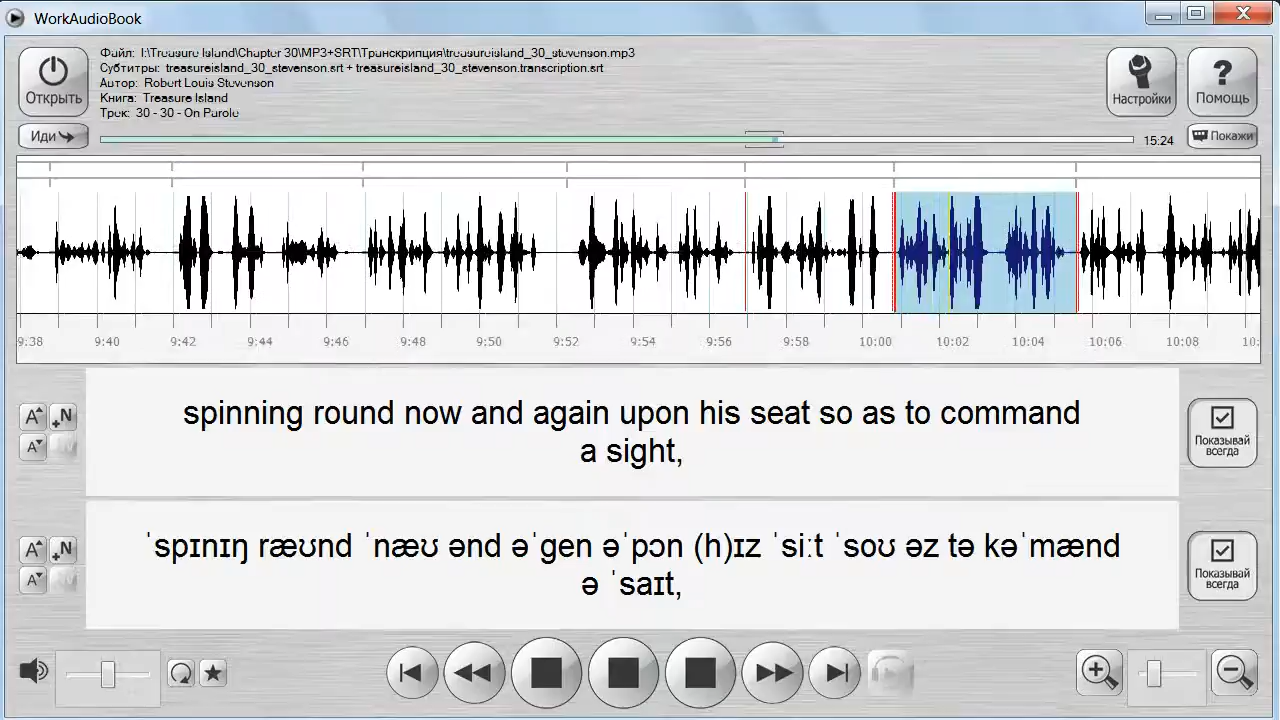 WorkAudioBook
Файл: I:\Treasure Island\Chapter 30\MP3+SRT\Транскрипция\treasureisland_30_stevenson.mp3
Субтитры: treasureisland_30_stevenson.srt + treasureisland_30_stevenson.transcription.srt
Автор: Robert Louis Stevenson
Книга: Treasure Island
Трек: 30 - 30 - On Parole
Открыть
Настройки
Помощь
Иди
15:24
Покажи
9:38 9:40 9:42 9:44 9:46 9:48 9:50 9:52 9:54 9:56 9:58 10:00 10:02 10:04 10:06 10:08 10:
spinning round now and again upon his seat so as to command
a sight,
A N
A
Показывай
всегда
ˈspɪnɪŋ ræʊnd ˈnæʊ ənd əˈgen əˈpɔn (h)ɪz ˈsiːt ˈsoʊ əz tə kəˈmænd
ə ˈsaɪt,
A N
A
Показывай
всегда